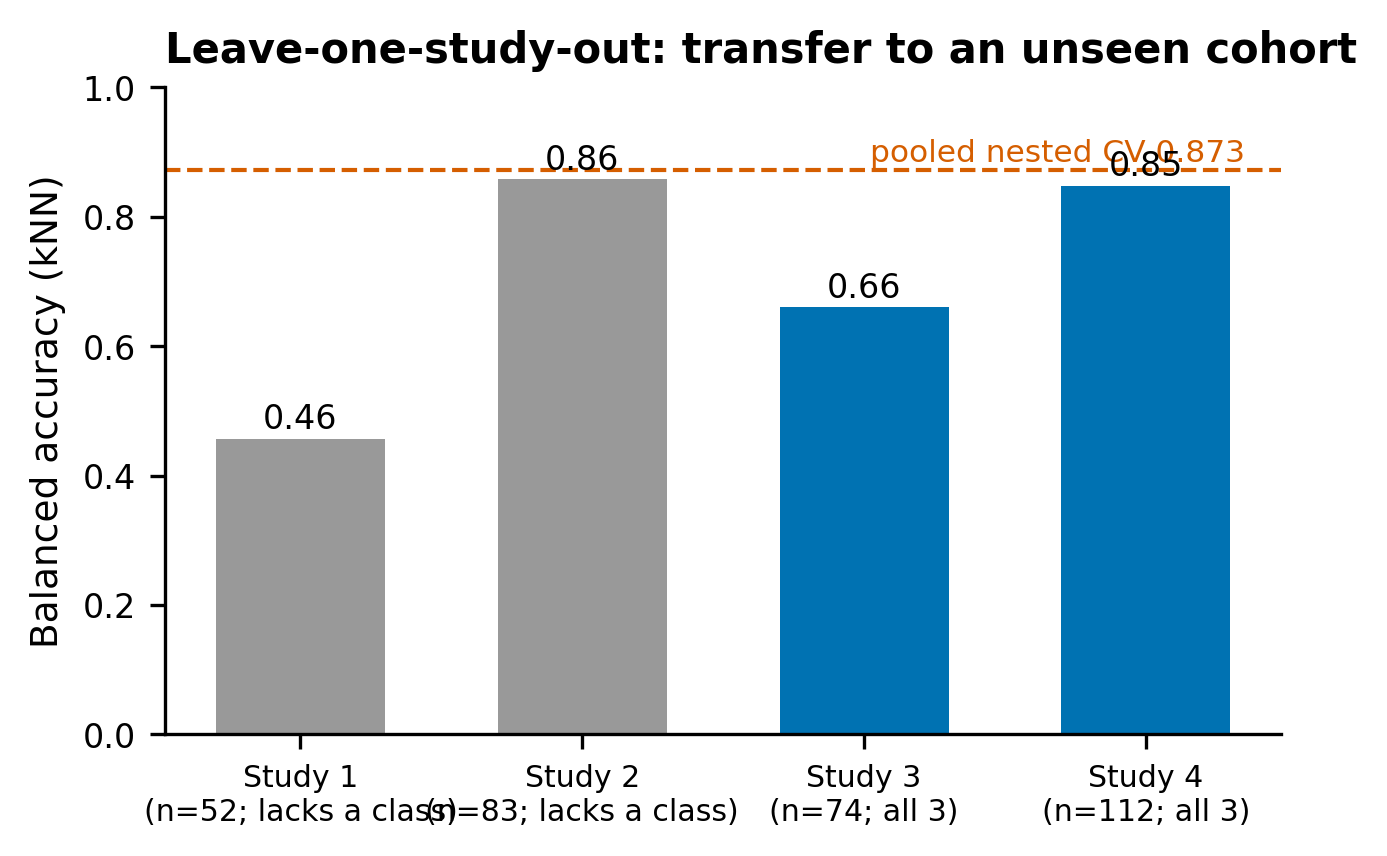 Leave-one-study-out: transfer to an unseen cohort
Balanced accuracy (kNN)
1.0
0.8
0.6
0.4
0.2
0.0
pooled nested CV 0.873
0.46
0.86
0.66
0.85
Study 1
(n=52; lacks a class)
Study 2
(n=83; lacks a class)
Study 3
(n=74; all 3)
Study 4
(n=112; all 3)